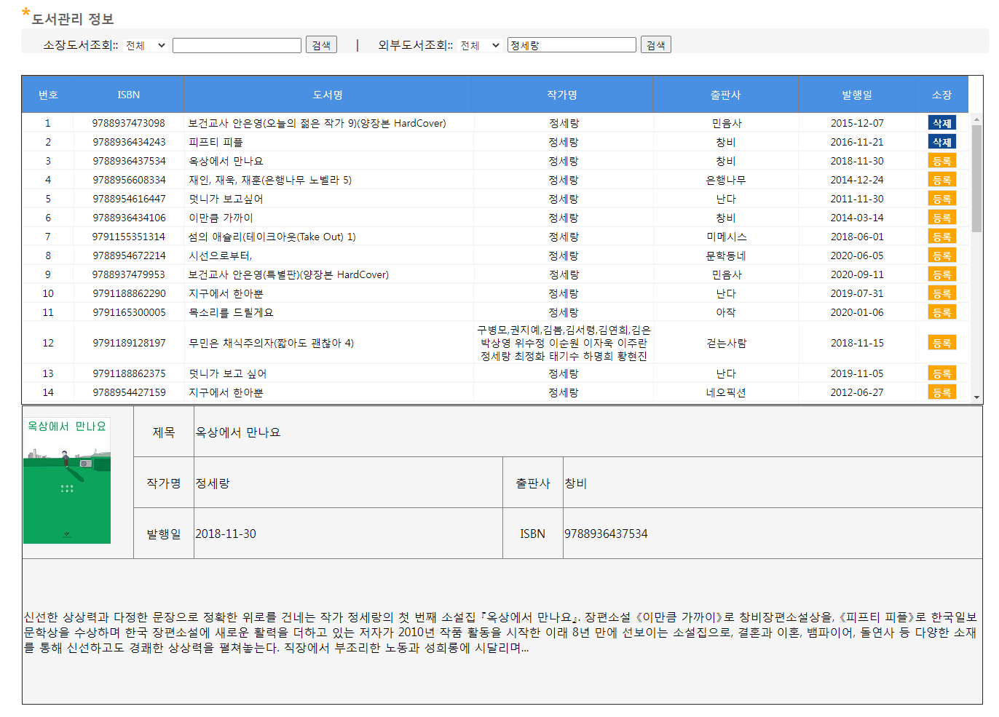 *도서관리 정보
소장도서조회:: 전체 검색 | 외부도서조회:: 전체 정세랑 검색
번호 ISBN 도서명 작가명 출판사 발행일 소장
1 9788937473098 보건교사 안은영(오늘의 젊은 작가 9)(양장본 HardCover) 정세랑 민음사 2015-12-07 삭제
2 9788936434243 피프티 피플 정세랑 창비 2016-11-21 삭제
3 9788936437534 옥상에서 만나요 정세랑 창비 2018-11-30 등록
4 9788956608334 재인, 재욱, 재훈(은행나무 노벨라 5) 정세랑 은행나무 2014-12-24 등록
5 9788954616447 덧니가 보고싶어 정세랑 난다 2011-11-30 등록
6 9788936434106 이만큼 가까이 정세랑 창비 2014-03-14 등록
7 9791155351314 섬의 애슐리(테이크아웃(Take Out) 1) 정세랑 미메시스 2018-06-01 등록
8 9788954672214 시선으로부터, 정세랑 문학동네 2020-06-05 등록
9 9788937479953 보건교사 안은영(특별판)(양장본 HardCover) 정세랑 민음사 2020-09-11 등록
10 9791188862290 지구에서 한아뿐 정세랑 난다 2019-07-31 등록
11 9791165300005 목소리를 드릴게요 정세랑 아작 2020-01-06 등록
구병모,권지예,김봄,김서령,김연희,김은
12 9791189128197 무민은 채식주의자(짧아도 괜찮아 4) 박상영 위수정 이순원 이자욱 이주란 걷는사람 2018-11-15 등록
정세랑 최정화 태기수 하명희 황현진
13 9791188862375 덧니가 보고 싶어 정세랑 난다 2019-11-05 등록
14 9788954427159 지구에서 한아뿐 정세랑 네오픽션 2012-06-27 등록
옥상에서 만나요
제목 옥상에서 만나요
작가명 정세랑 출판사 창비
발행일 2018-11-30 ISBN 9788936437534
신선한 상상력과 다정한 문장으로 정확한 위로를 건네는 작가 정세랑의 첫 번째 소설집 『옥상에서 만나요』. 장편소설 《이만큼 가까이》로 창비장편소설상을, 《피프티 피플》로 한국일보
문학상을 수상하며 한국 장편소설에 새로운 활력을 더하고 있는 저자가 2010년 작품 활동을 시작한 이래 8년 만에 선보이는 소설집으로, 결혼과 이혼, 뱀파이어, 돌연사 등 다양한 소재
를 통해 신선하고도 경쾌한 상상력을 펼쳐놓는다. 직장에서 부조리한 노동과 성희롱에 시달리며...